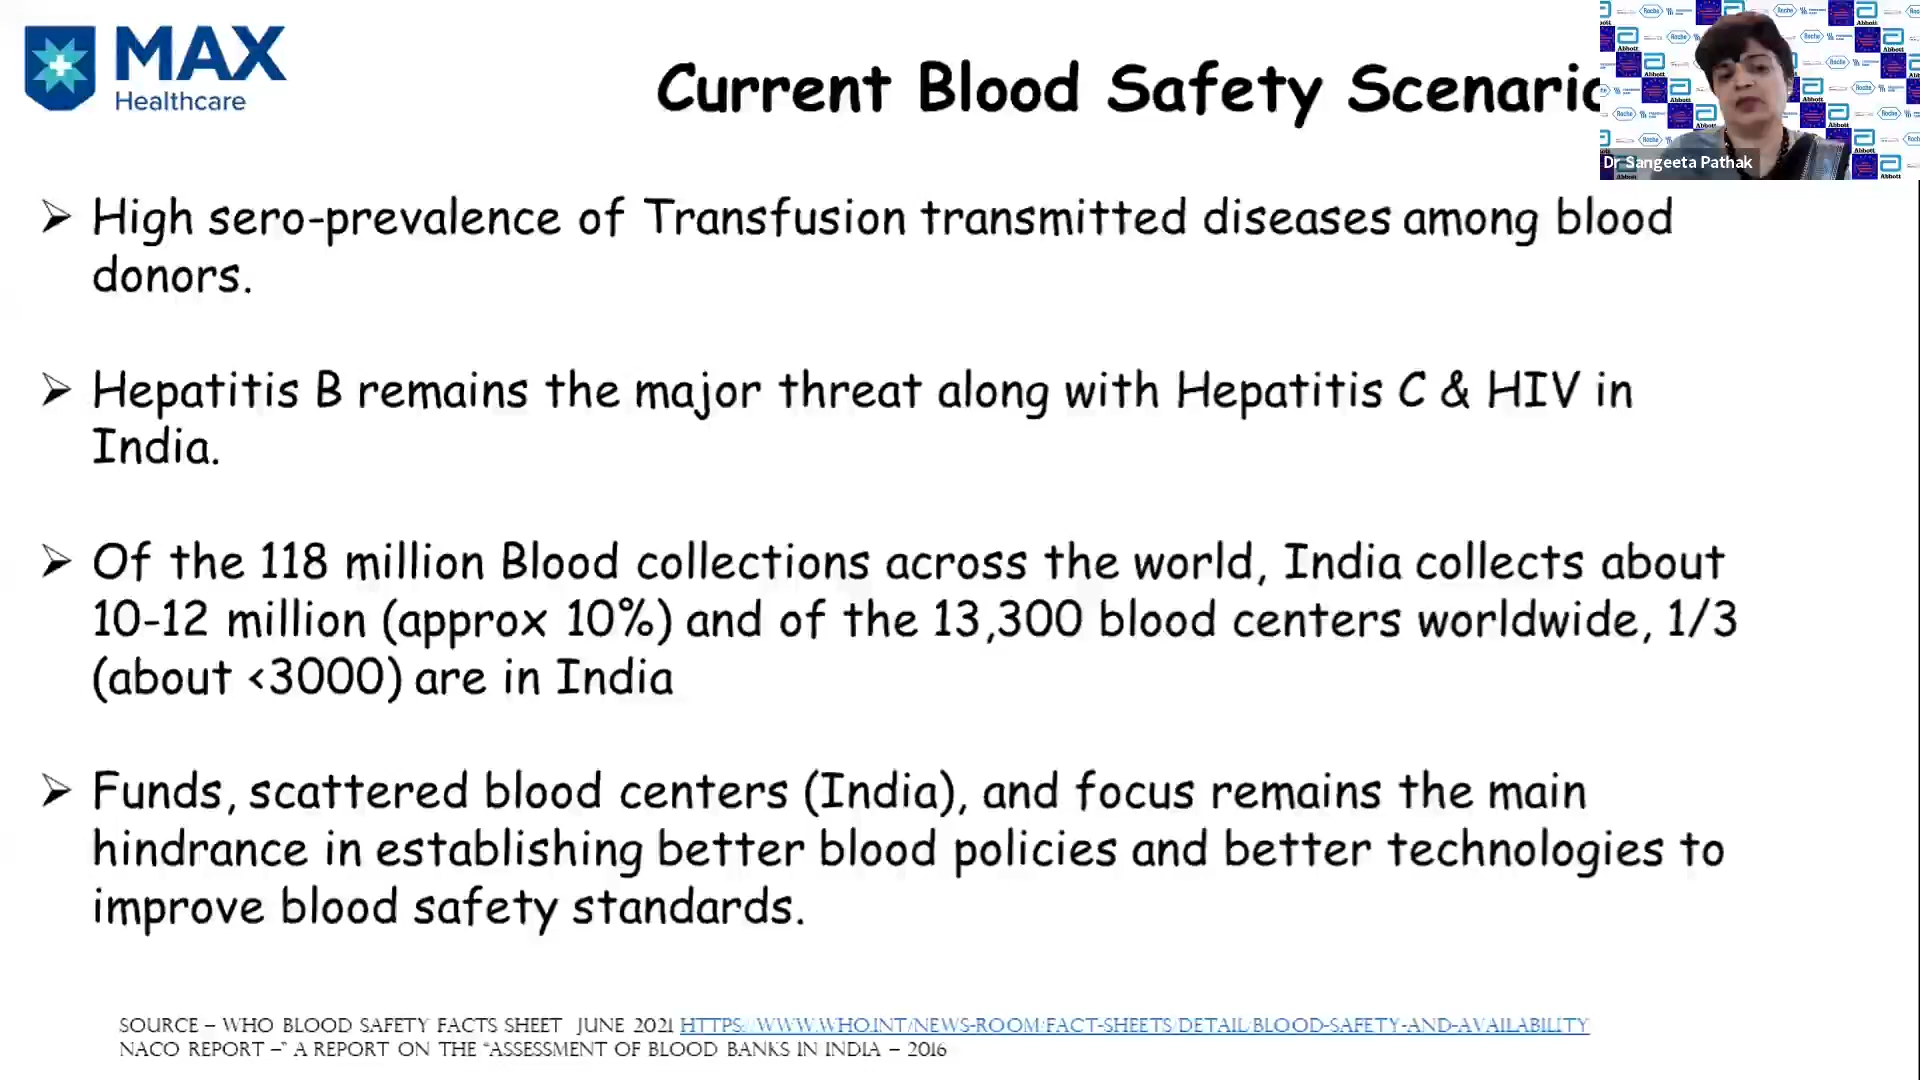 MAX
Healthcare
Current Blood Safety Scenario
Dr Sangeeta Pathak
➢ High sero-prevalence of Transfusion transmitted diseases among blood
donors.
➢ Hepatitis B remains the major threat along with Hepatitis C & HIV in
India.
➢ Of the 118 million Blood collections across the world, India collects about
10-12 million (approx 10%) and of the 13,300 blood centers worldwide, 1/3
(about <3000) are in India
➢ Funds, scattered blood centers (India), and focus remains the main
hindrance in establishing better blood policies and better technologies to
improve blood safety standards.
SOURCE – WHO BLOOD SAFETY FACTS SHEET JUNE 2021 HTTPS://WWW.WHO.INT/NEWS-ROOM/FACT-SHEETS/DETAIL/BLOOD-SAFETY-AND-AVAILABILITY
NACO REPORT –” A REPORT ON THE “ASSESSMENT OF BLOOD BANKS IN INDIA – 2016